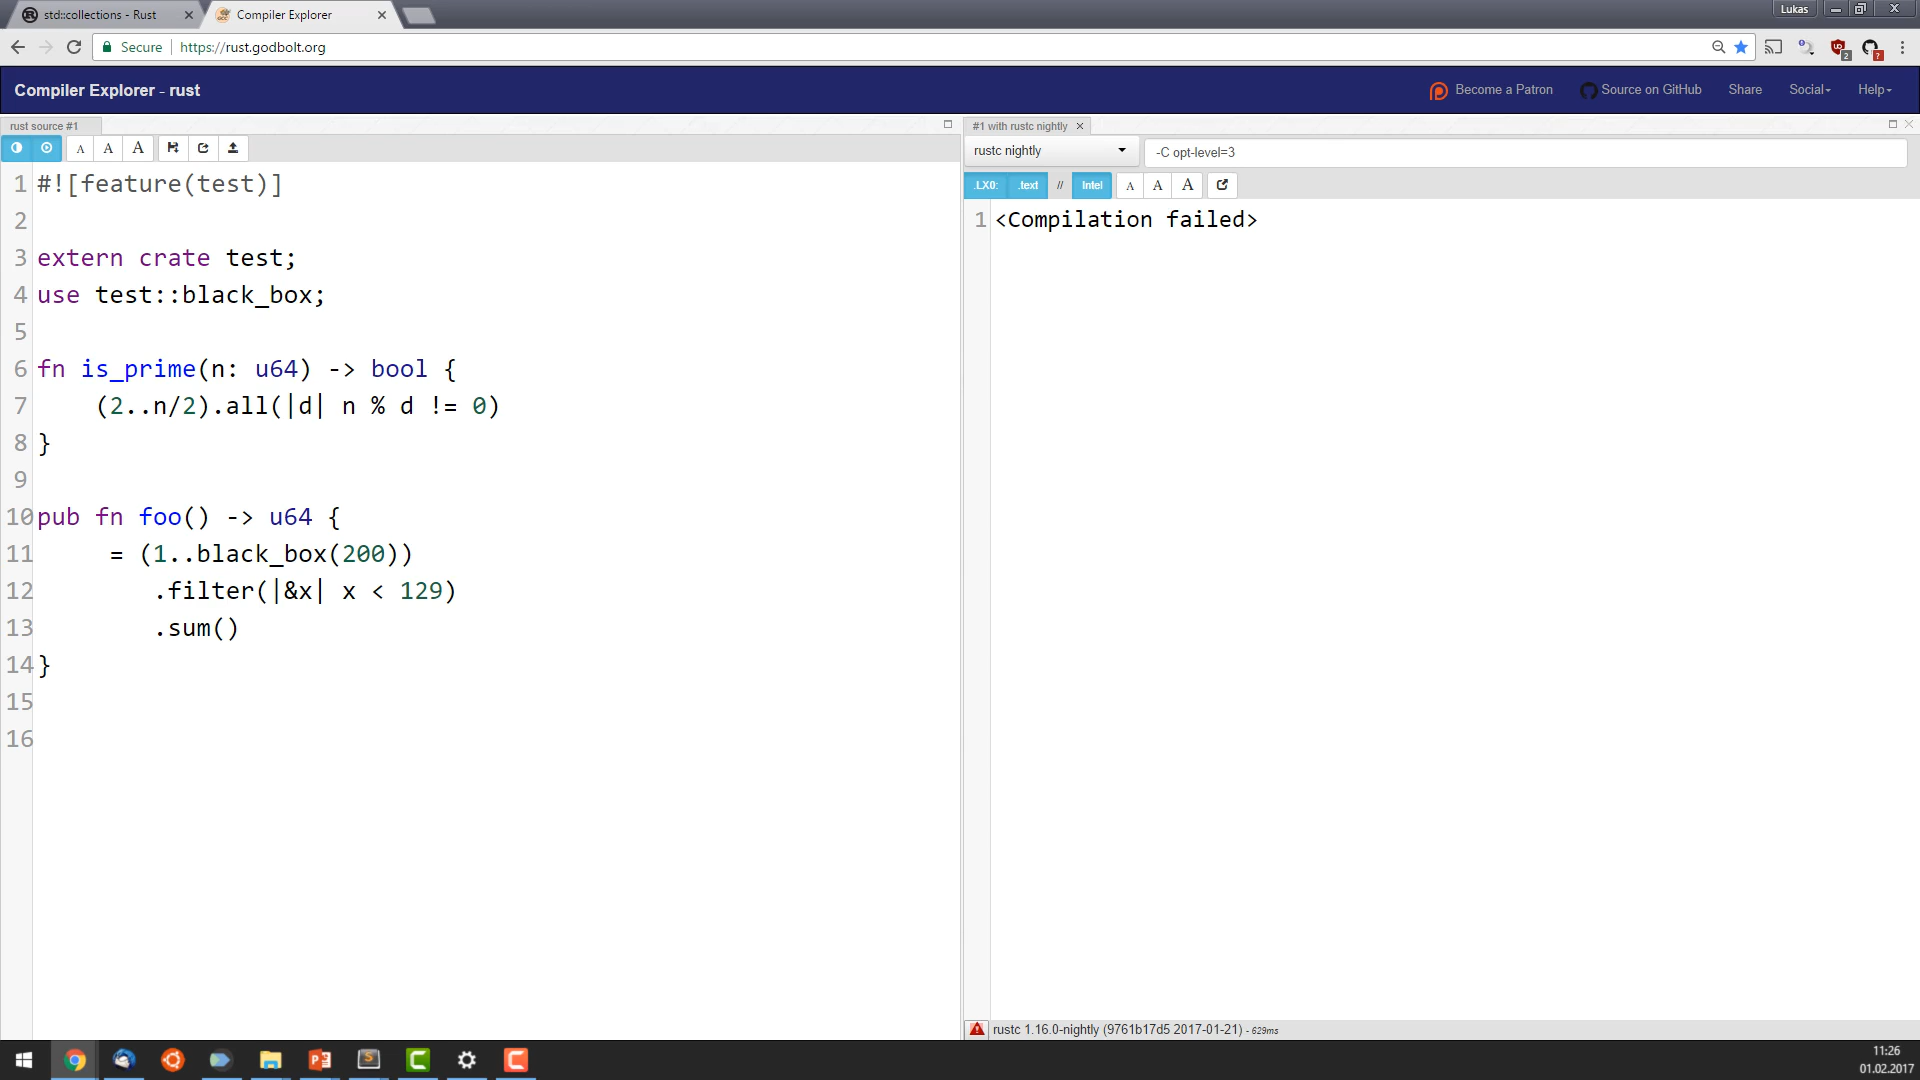 std::collections - Rust
Compiler Explorer
Lukas
Secure
https://rust.godbolt.org
2
?
Compiler Explorer - rust
Become a Patron
Source on GitHub
Share
Social
Help
rust source #1
A A A
#1 with rustc nightly
rustc nightly
-C opt-level=3
.LX0: .text // Intel A A A
1 #![feature(test)]
2
3 extern crate test;
4 use test::black_box;
5
6 fn is_prime(n: u64) -> bool {
7     (2..n/2).all(|d| n % d != 0)
8 }
9
10 pub fn foo() -> u64 {
11      = (1..black_box(200))
12         .filter(|&x| x < 129)
13         .sum()
14 }
15
16
1 <Compilation failed>
rustc 1.16.0-nightly (9761b17d5 2017-01-21) - 629ms
11:26
01.02.2017